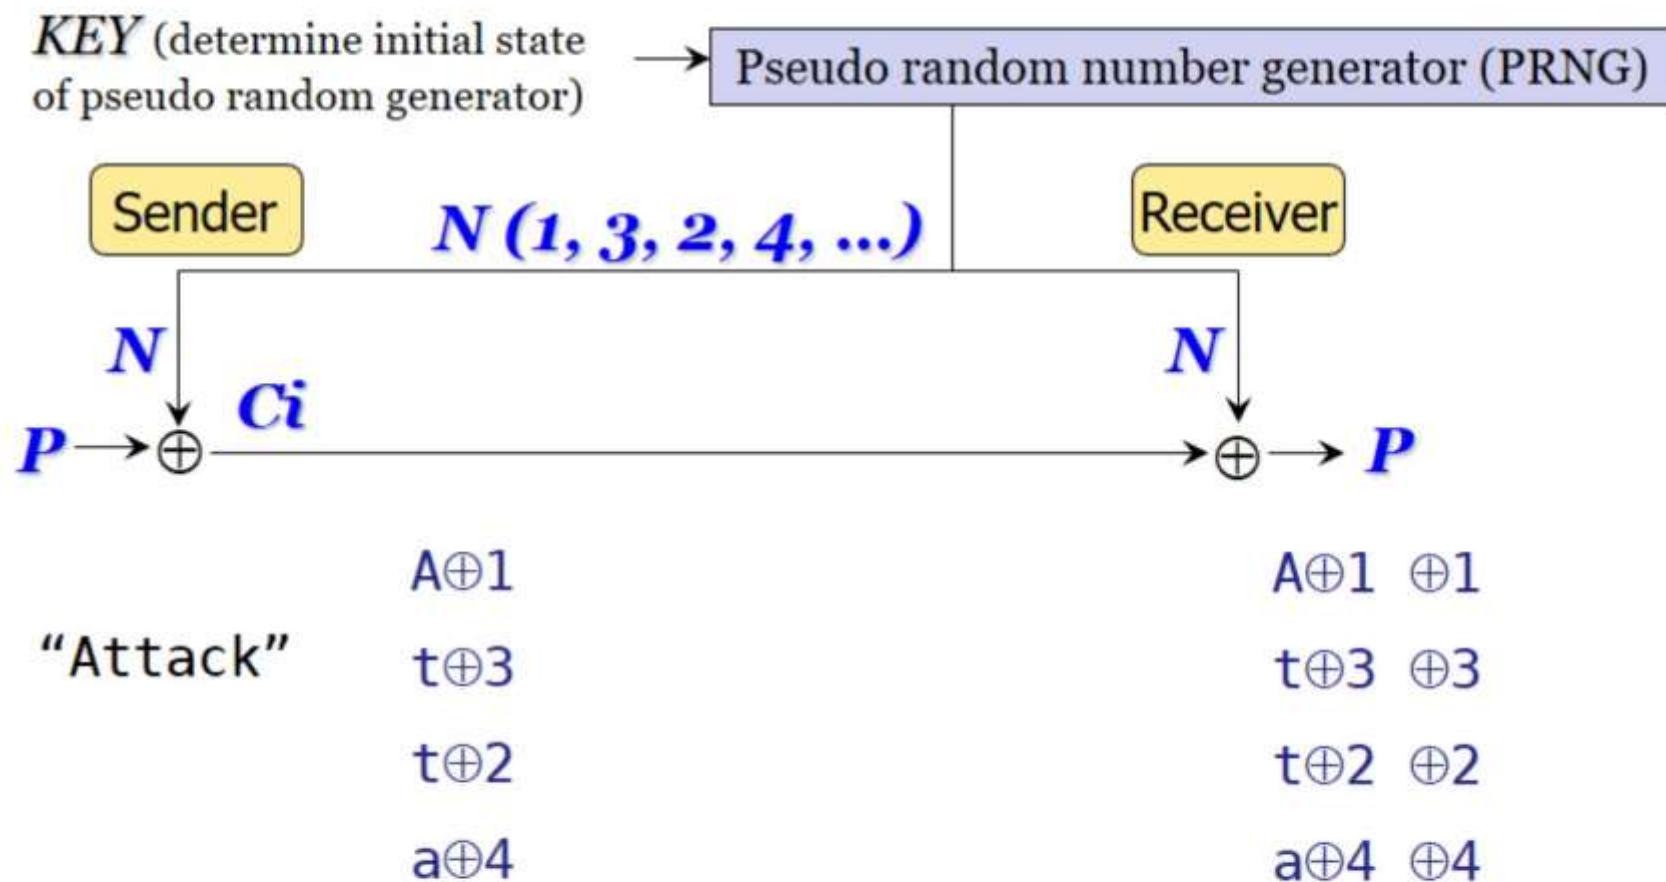 KEY (determine initial state
of pseudo random generator)
Pseudo random number generator (PRNG)
Sender
N (1, 3, 2, 4, ...)
Receiver
N
N
Ci
P
⊕
⊕
P
A⊕1
A⊕1 ⊕1
“Attack”
t⊕3
t⊕3 ⊕3
t⊕2
t⊕2 ⊕2
a⊕4
a⊕4 ⊕4